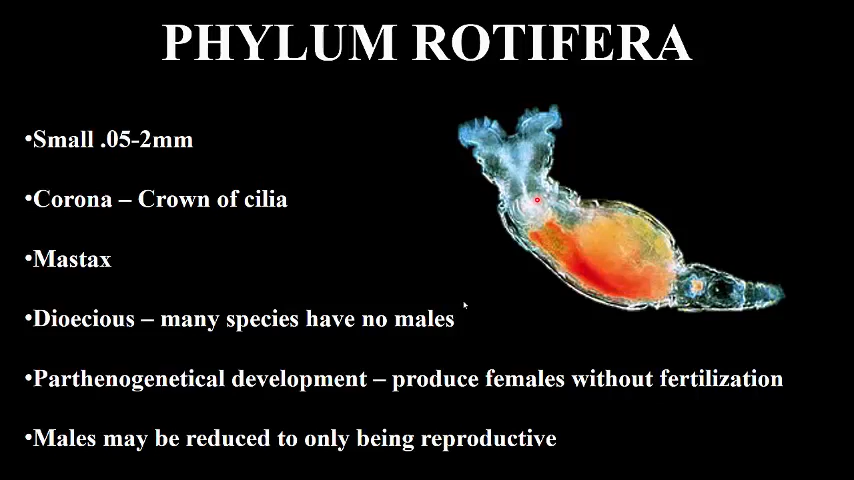 PHYLUM ROTIFERA
•Small .05-2mm
•Corona – Crown of cilia
•Mastax
•Dioecious – many species have no males
•Parthenogenetical development – produce females without fertilization
•Males may be reduced to only being reproductive